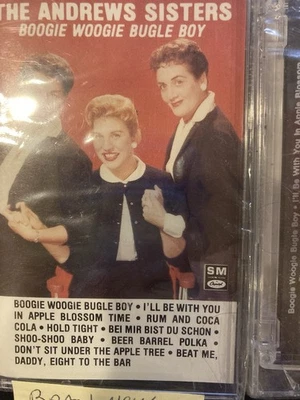 THE ANDREWS SISTERS
BOOGIE WOOGIE BUGLE BOY
SM
Capitol
BOOGIE WOOGIE BUGLE BOY • I'LL BE WITH YOU
IN APPLE BLOSSOM TIME • RUM AND COCA
COLA • HOLD TIGHT • BEI MIR BIST DU SCHON •
SHOO-SHOO BABY • BEER BARREL POLKA •
DON'T SIT UNDER THE APPLE TREE • BEAT ME,
DADDY, EIGHT TO THE BAR
Boogie Woogie Bugle Boy • I'll Be With You In Apple Blossom